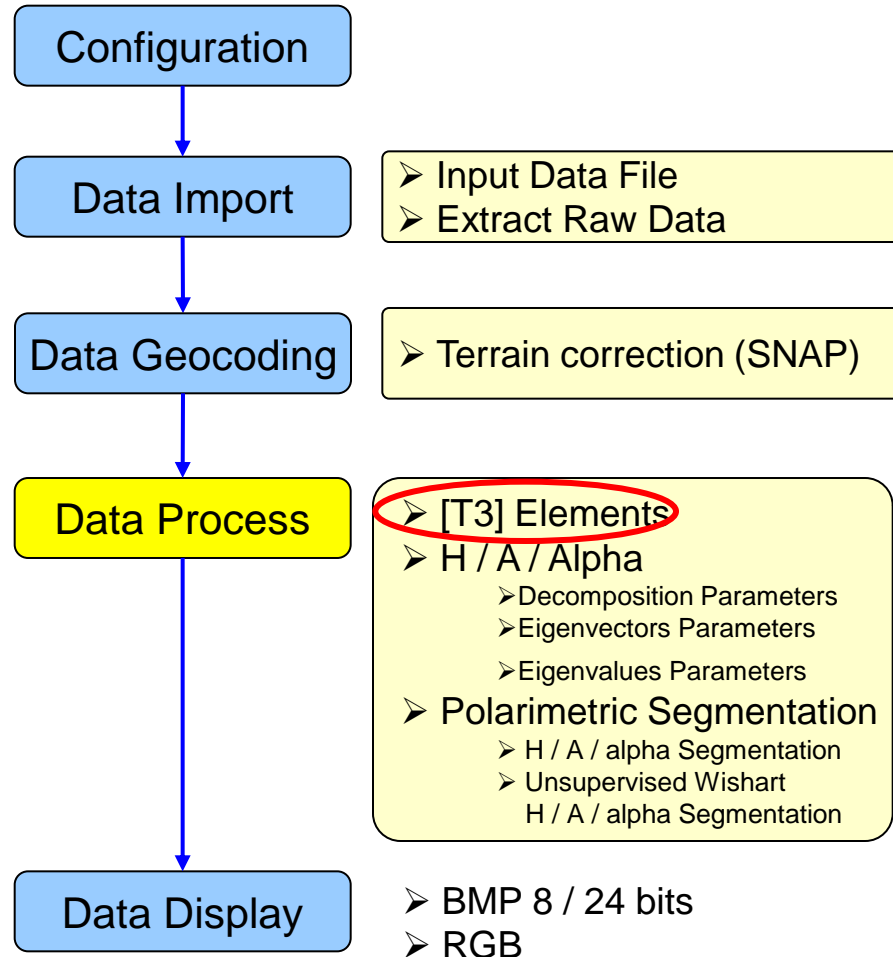 Configuration
Data Import
➢ Input Data File
➢ Extract Raw Data
Data Geocoding
➢ Terrain correction (SNAP)
Data Process
➢ [T3] Elements
➢ H / A / Alpha
➢Decomposition Parameters
➢Eigenvectors Parameters
➢Eigenvalues Parameters
➢ Polarimetric Segmentation
➢ H / A / alpha Segmentation
➢ Unsupervised Wishart
H / A / alpha Segmentation
Data Display
➢ BMP 8 / 24 bits
➢ RGB